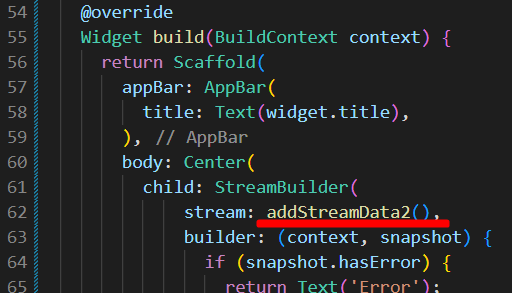 54 @override
55 Widget build(BuildContext context) {
56 return Scaffold(
57 appBar: AppBar(
58 title: Text(widget.title),
59 ), // AppBar
60 body: Center(
61 child: StreamBuilder(
62 stream: addStreamData2(),
63 builder: (context, snapshot) {
64 if (snapshot.hasError) {
65 return Text('Error');